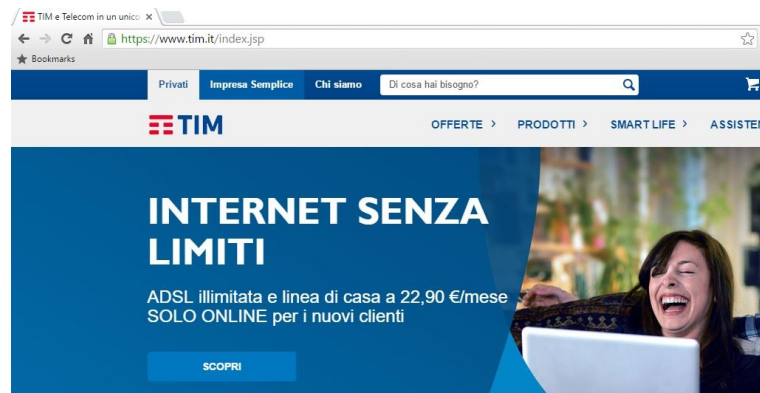 TIM e Telecom in un unico
https://www.tim.it/index.jsp
Bookmarks
Privati Impresa Semplice Chi siamo Di cosa hai bisogno?
TIM OFFERTE > PRODOTTI > SMART LIFE > ASSISTEN
INTERNET SENZA
LIMITI
ADSL illimitata e linea di casa a 22,90 €/mese
SOLO ONLINE per i nuovi clienti
SCOPRI